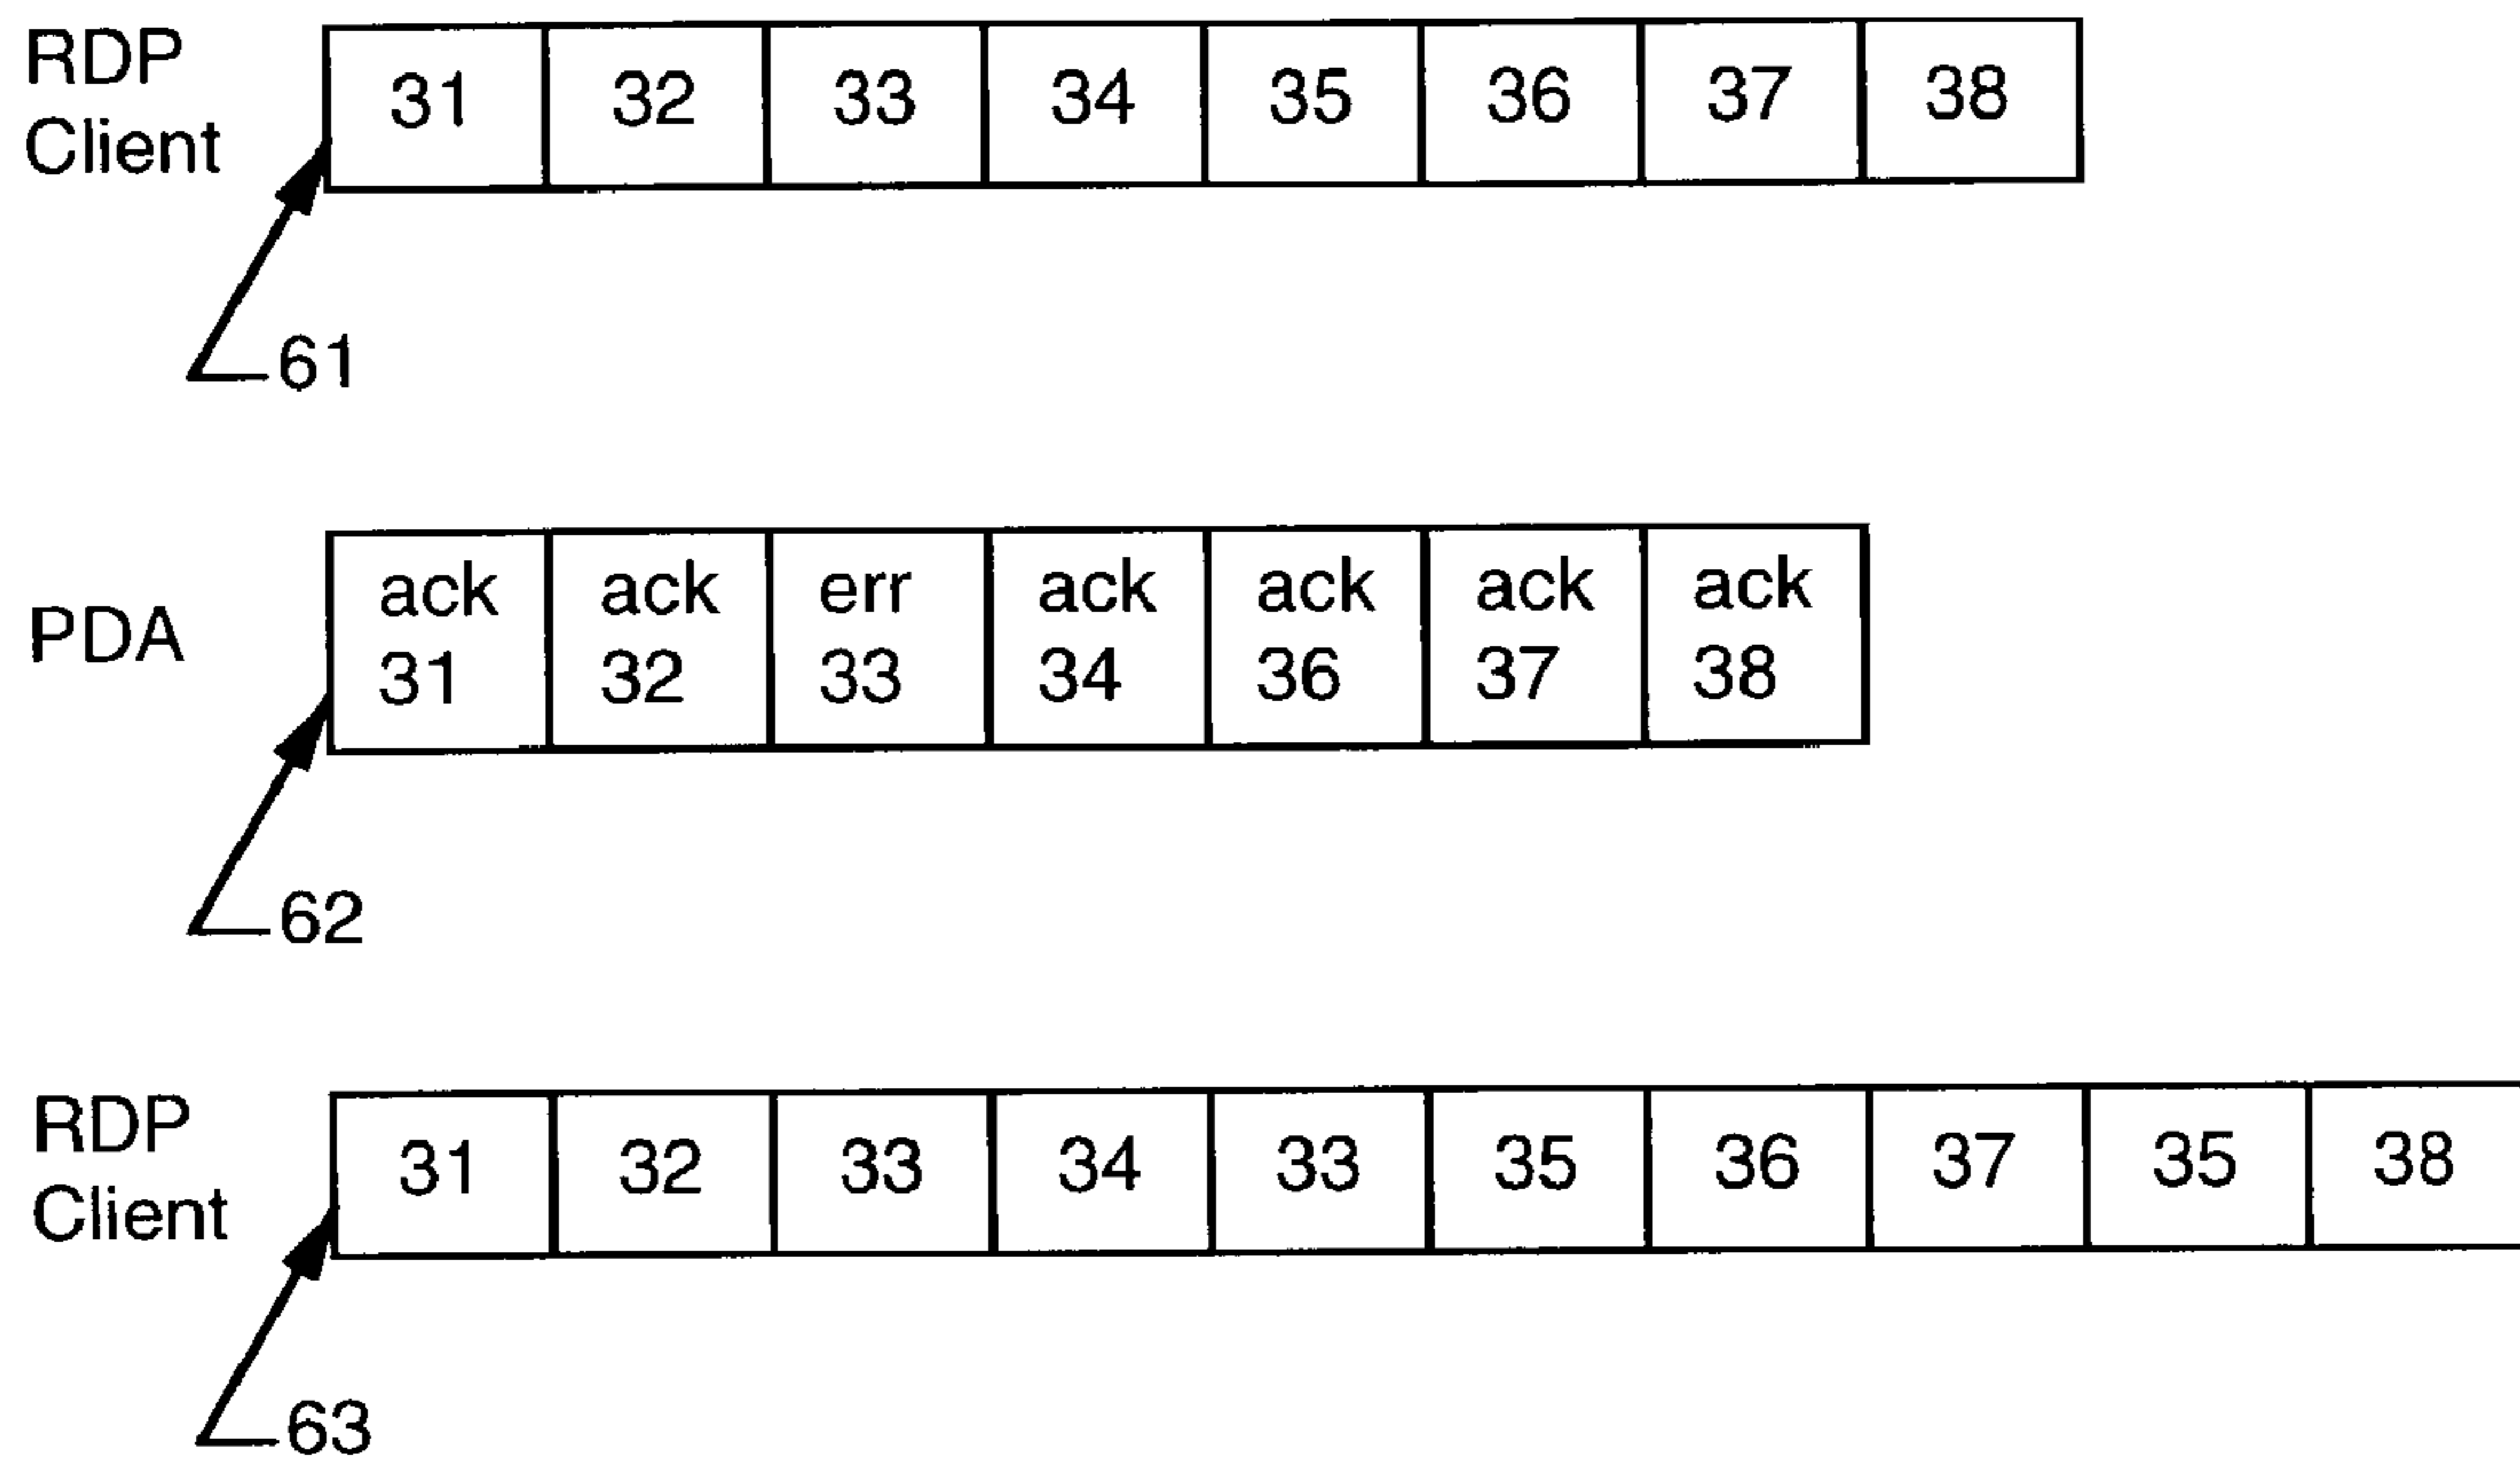 RDP
Client
31 32 33 34 35 36 37 38
61
PDA
ack ack err ack ack ack ack
31 32 33 34 36 37 38
62
RDP
Client
31 32 33 34 33 35 36 37 35 38
63